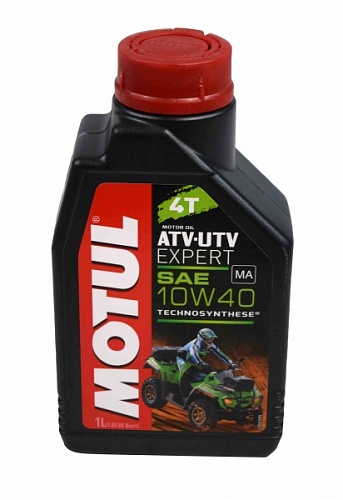 4T
MOTOR OIL
ATV-UTV
EXPERT
SAE MA
10W40
TECHNOSYNTHESE®
MOTUL®
1L